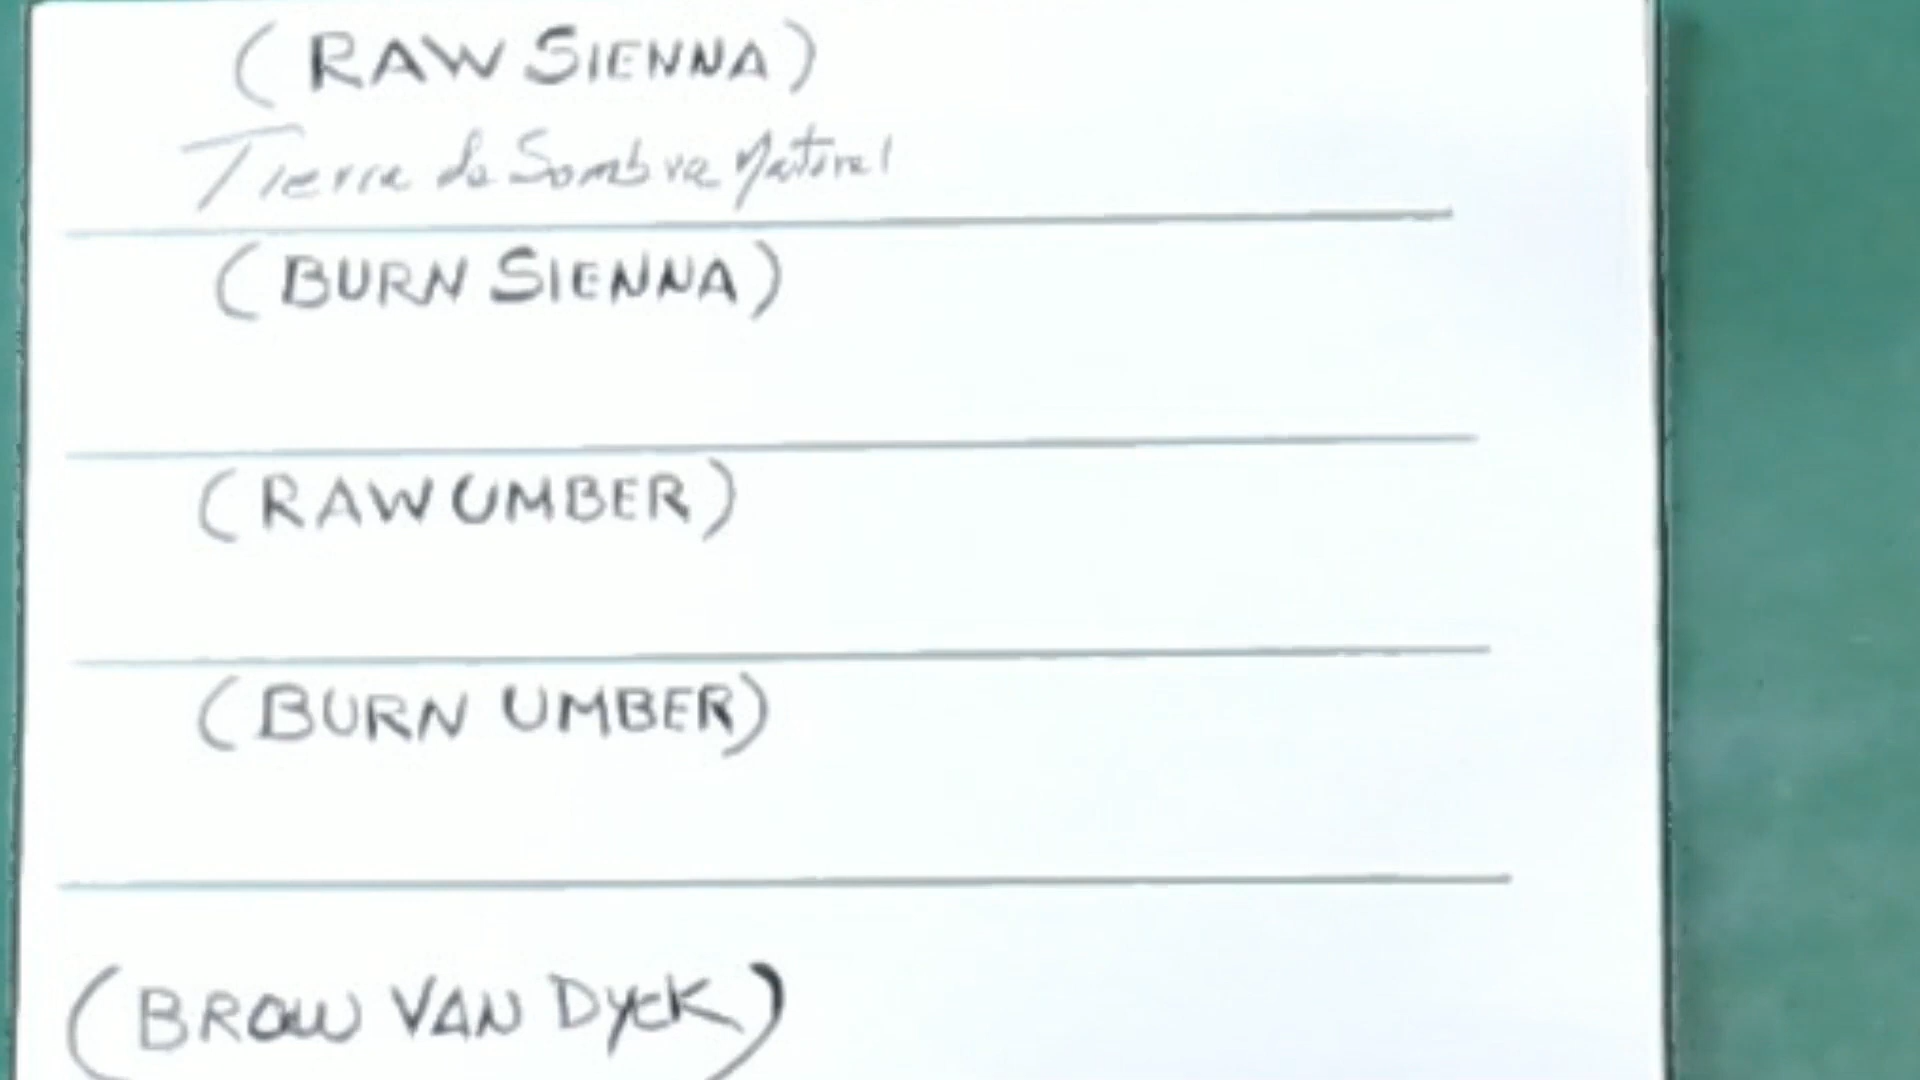 (RAW SIENNA)
Tierra de Sombra Natural
(BURN SIENNA)
(RAW UMBER)
(BURN UMBER)
(BROW VAN DYCK)